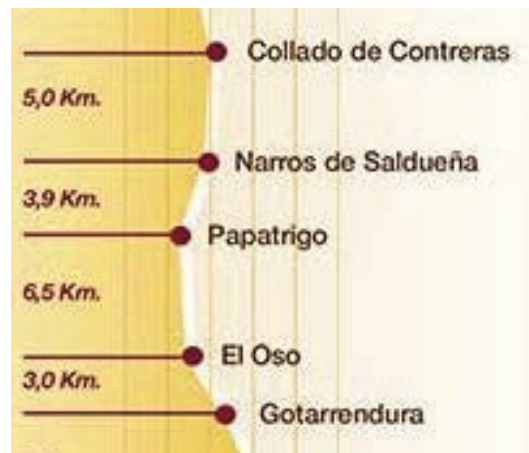 Collado de Contreras
5,0 Km.
Narros de Saldueña
3,9 Km.
Papatrigo
6,5 Km.
El Oso
3,0 Km.
Gotarrendura